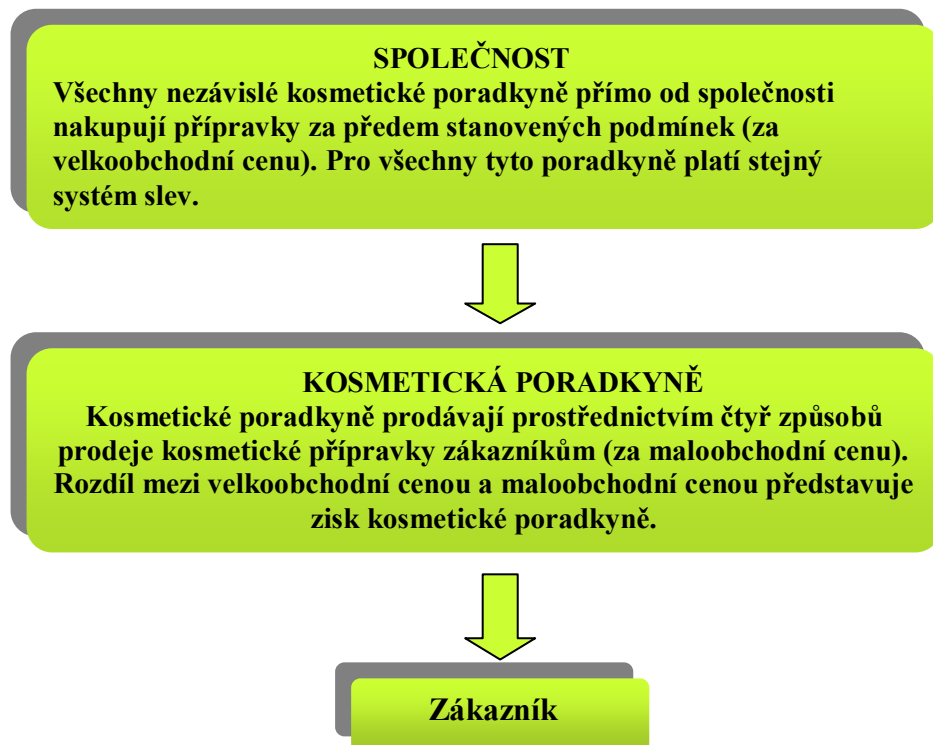 SPOLEČNOST
Všechny nezávislé kosmetické poradkyně přímo od společnosti
nakupují přípravky za předem stanovených podmínek (za
velkoobchodní cenu). Pro všechny tyto poradkyně platí stejný
systém slev.
KOSMETICKÁ PORADKYNĚ
Kosmetické poradkyně prodávají prostřednictvím čtyř způsobů
prodeje kosmetické přípravky zákazníkům (za maloobchodní cenu).
Rozdíl mezi velkoobchodní cenou a maloobchodní cenou představuje
zisk kosmetické poradkyně.
Zákazník